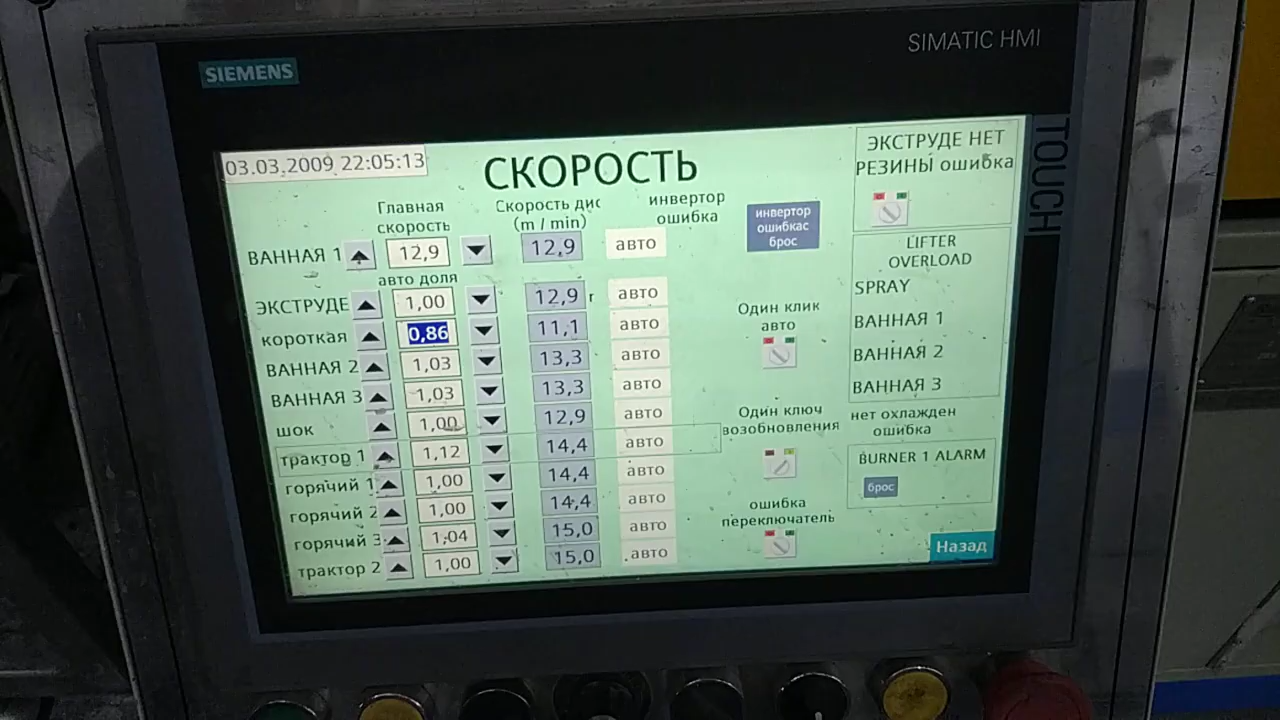 SIMATIC HMI
SIEMENS
TOUCH
03.03.2009 22:05:13
СКОРОСТЬ
ЭКСТРУДЕ НЕТ
РЕЗИНЫ ошибка
Главная
скорость
Скорость дис
(m / min)
инвертор
ошибка
инвертор
ошибкас
брос
ВАННАЯ 1 12,9 12,9 авто
авто доля
ЭКСТРУДЕ 1,00 12,9 г авто
короткая 0,86 11,1 авто
ВАННАЯ 2 1,03 13,3 авто
ВАННАЯ 3 1,03 13,3 авто
шок 1,00 12,9 авто
трактор 1 1,12 14,4 авто
горячий 1 1,00 14,4 авто
горячий 2 1,00 14,4 авто
горячий 3 1,04 15,0 авто
трактор 2 1,00 15,0 авто
Один клик
авто
Один ключ
возобновления
ошибка
переключатель
LIFTER
OVERLOAD
SPRAY
ВАННАЯ 1
ВАННАЯ 2
ВАННАЯ 3
нет охлажден
ошибка
BURNER 1 ALARM
брос
Назад